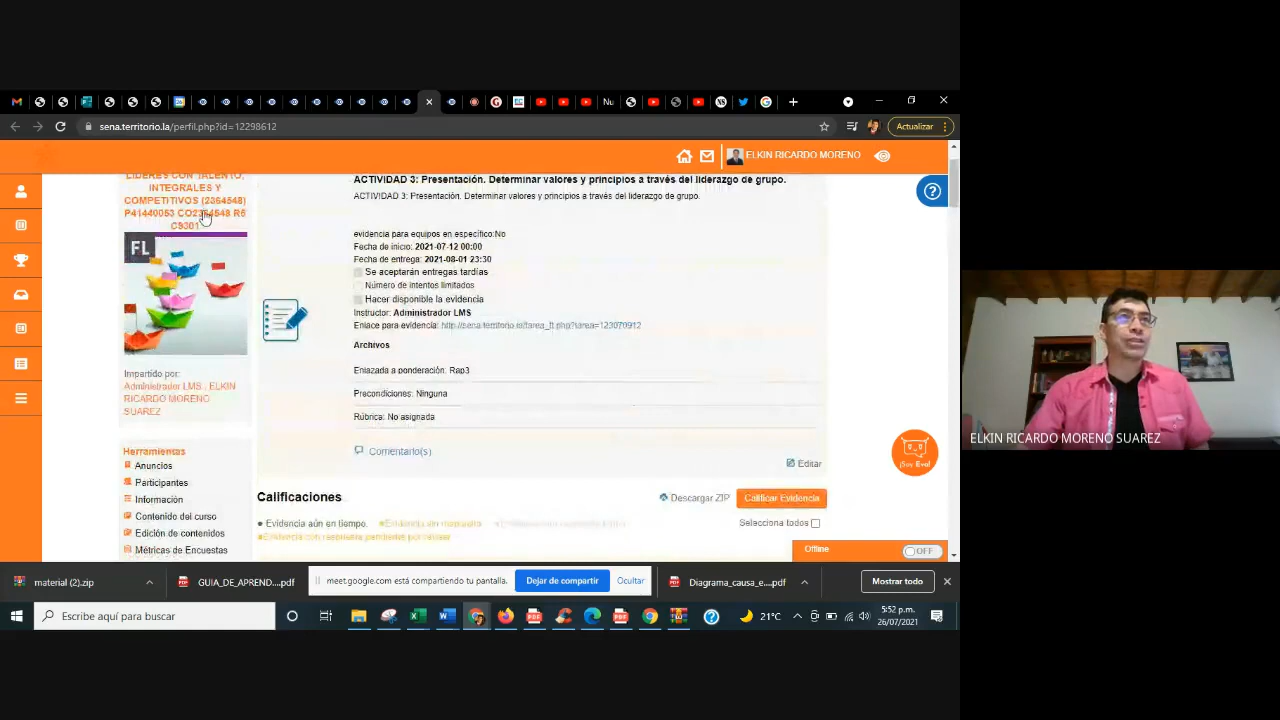 Nu
Actualizar
sena.territorio.la/perfil.php?id=12298612
ELKIN RICARDO MORENO
LIDERES CON TALENTO,
INTEGRALES Y
COMPETITIVOS (2364548)
FL
Impartido por:
Administrador LMS , ELKIN
RICARDO MORENO
SUAREZ
Herramientas
Anuncios
Participantes
Información
Contenido del curso
Edición de contenidos
Métricas de Encuestas
ACTIVIDAD 3: Presentación. Determinar valores y principios a través del liderazgo de grupo.
ACTIVIDAD 3: Presentación. Determinar valores y principios a través del liderazgo de grupo.
evidencia para equipos en específico:No
Fecha de inicio: 2021-07-12 00:00
Fecha de entrega: 2021-08-01 23:30
Se aceptarán entregas tardías
Número de intentos limitados
Hacer disponible la evidencia
Instructor: Administrador LMS
Enlace para evidencia:
Archivos
Enlazada a ponderación: Rap3
Precondiciones: Ninguna
Rúbrica: No asignada
Comentario(s)
Editar
¡Soy Eva!
Calificaciones
Descargar ZIP
Calificar Evidencia
Evidencia aún en tiempo.
Selecciona todos
Offline
OFF
ELKIN RICARDO MORENO SUAREZ
material (2).zip
GUIA_DE_APREND....pdf
meet.google.com está compartiendo tu pantalla.
Dejar de compartir
Ocultar
Diagrama_causa_e....pdf
Mostrar todo
Escribe aquí para buscar
21°C
5:52 p.m.
26/07/2021